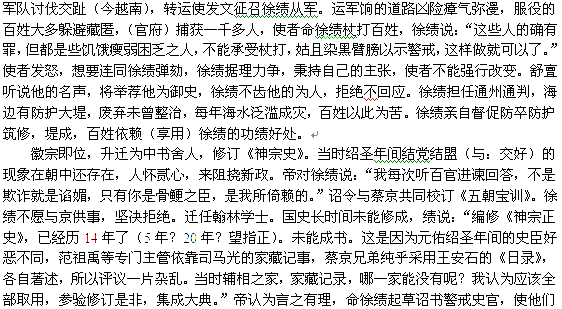 军队讨伐交趾（今越南），转运使发文征召徐绩从军。运军饷的道路凶险瘴气弥漫，服役的
百姓大多躲避藏匿，（官府）捕获一千多人，使者命徐绩杖打百姓，徐绩说：“这些人的确有
罪，但都是些饥饿瘦弱困乏之人，不能承受杖打，姑且染黑臂膀以示警戒，这样做就可以了。”
使者发怒，想要连同徐绩弹劾，徐绩据理力争，秉持自己的主张，使者不能强行改变。舒亶
听说他的名声，将举荐他为御史，徐绩不齿他的为人，拒绝不回应。徐绩担任通州通判，海
边有防护大堤，废弃未曾整治，每年海水泛滥成灾，百姓以此为苦。徐绩亲自督促防卒防护
筑修，堤成，百姓依赖（享用）徐绩的功绩好处。
徽宗即位，升迁为中书舍人，修订《神宗史》。当时绍圣年间结党结盟（与：交好）的
现象在朝中还存在，人怀贰心，来阻挠新政。帝对徐绩说：“我每次听百官进谏回答，不是
欺诈就是谄媚，只有你是骨鲠之臣，是我所倚赖的。”诏令与蔡京共同校订《五朝宝训》。徐
绩不愿与京供事，坚决拒绝。迁任翰林学士。国史长时间未能修成，绩说：“编修《神宗正
史》，已经历 14 年了（5 年？20 年？望指正）。未能成书。这是因为元佑绍圣年间的史臣好
恶不同，范祖禹等专门主管依靠司马光的家藏记事，蔡京兄弟纯乎采用王安石的《日录》，
各自著述，所以评议一片杂乱。当时辅相之家，家藏记录，哪一家能没有呢？我认为应该全
部取用，参验修订是非，集成大典。”帝认为言之有理，命徐绩起草诏书警戒史官，使他们